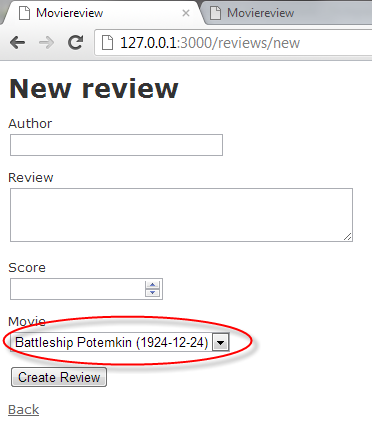 Moviereview
Moviereview
127.0.0.1:3000/reviews/new
New review
Author
Review
Score
Movie
Battleship Potemkin (1924-12-24)
Create Review
Back